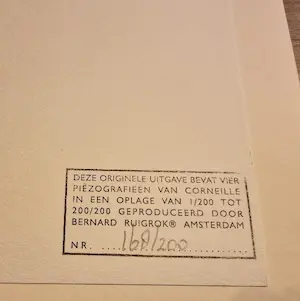 DEZE ORIGINELE UITGAVE BEVAT VIER
PIËZOGRAFIEËN VAN CORNEILLE
IN EEN OPLAGE VAN 1/200 TOT
200/200 GEPRODUCEERD DOOR
BERNARD RUIGROK® AMSTERDAM
NR. ....168/200..........